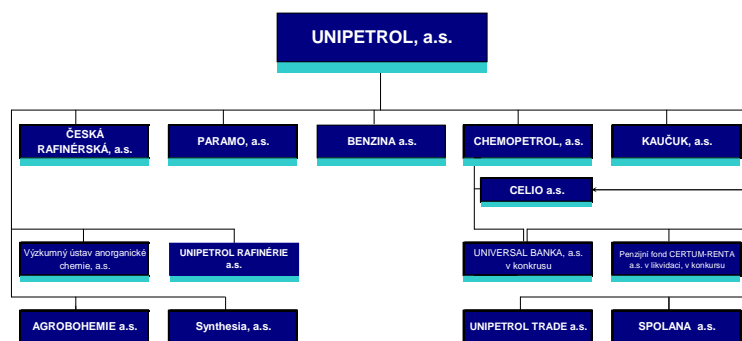 UNIPETROL, a.s.
ČESKÁ
RAFINÉRSKÁ, a.s.
PARAMO, a.s.
BENZINA a.s.
CHEMOPETROL, a.s.
KAUČUK, a.s.
CELIO a.s.
Výzkumný ústav anorganické
chemie, a.s.
UNIPETROL RAFINÉRIE
a.s.
UNIVERSAL BANKA, a.s.
v konkrusu
Penzijní fond CERTUM-RENTA
a.s. v likvidaci, v konkursu
AGROBOHEMIE a.s.
Synthesia, a.s.
UNIPETROL TRADE a.s.
SPOLANA a.s.